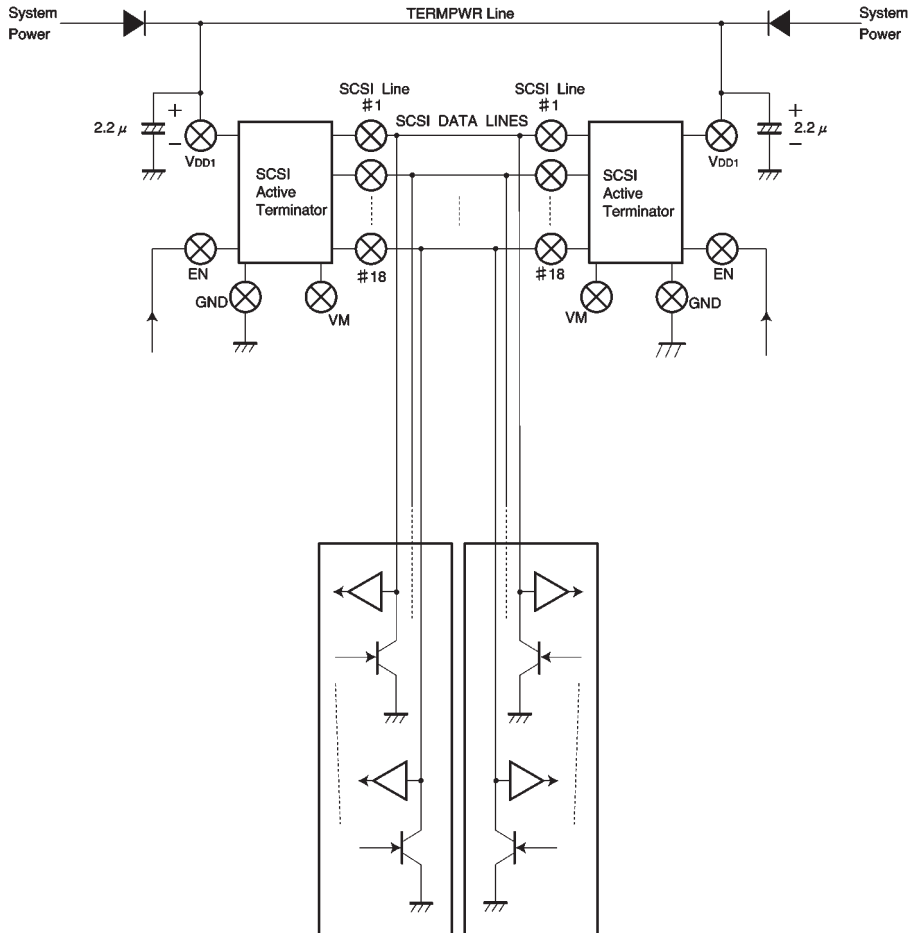 System
Power
TERMPWR Line
System
Power
SCSI Line
#1
SCSI Line
#1
SCSI DATA LINES
2.2 μ
+
−
VDD1
SCSI
Active
Terminator
SCSI
Active
Terminator
VDD1
+
−
2.2 μ
EN
GND
VM
#18
#18
VM
GND
EN